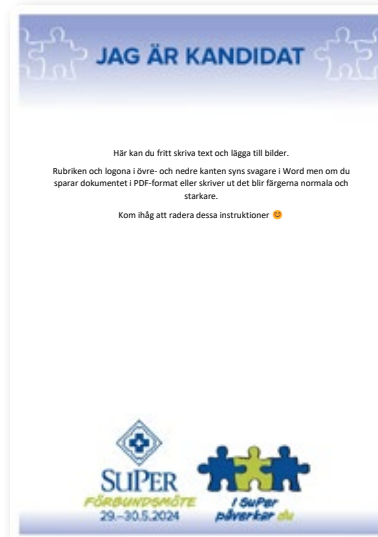 JAG ÄR KANDIDAT
Här kan du fritt skriva text och lägga till bilder.
Rubriken och logona i övre- och nedre kanten syns svagare i Word men om du
sparar dokumentet i PDF-format eller skriver ut det blir färgerna normala och
starkare.
Kom ihåg att radera dessa instruktioner 😊
SUPER
FÖRBUNDSMÖTE
29.–30.5.2024
I SuPer
påverkar du